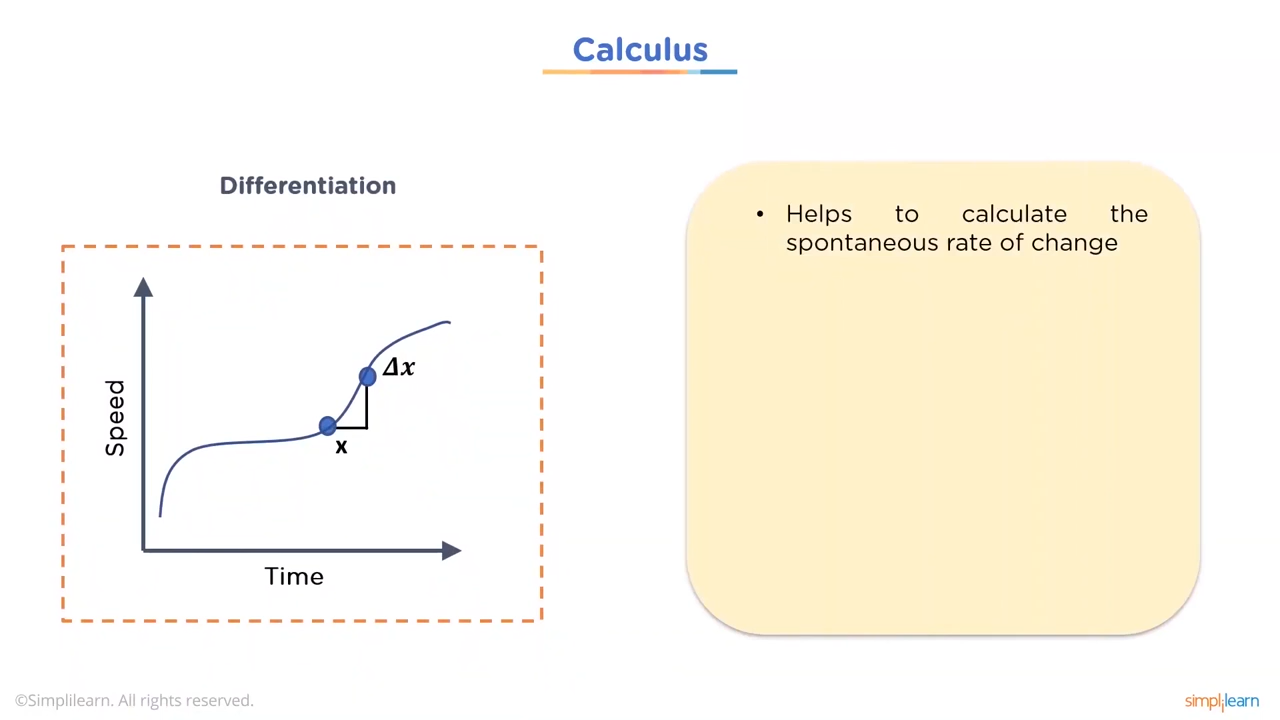 Calculus
Differentiation
Speed
Δx
x
Time
• Helps to calculate the
spontaneous rate of change
©Simplilearn. All rights reserved.
simplilearn